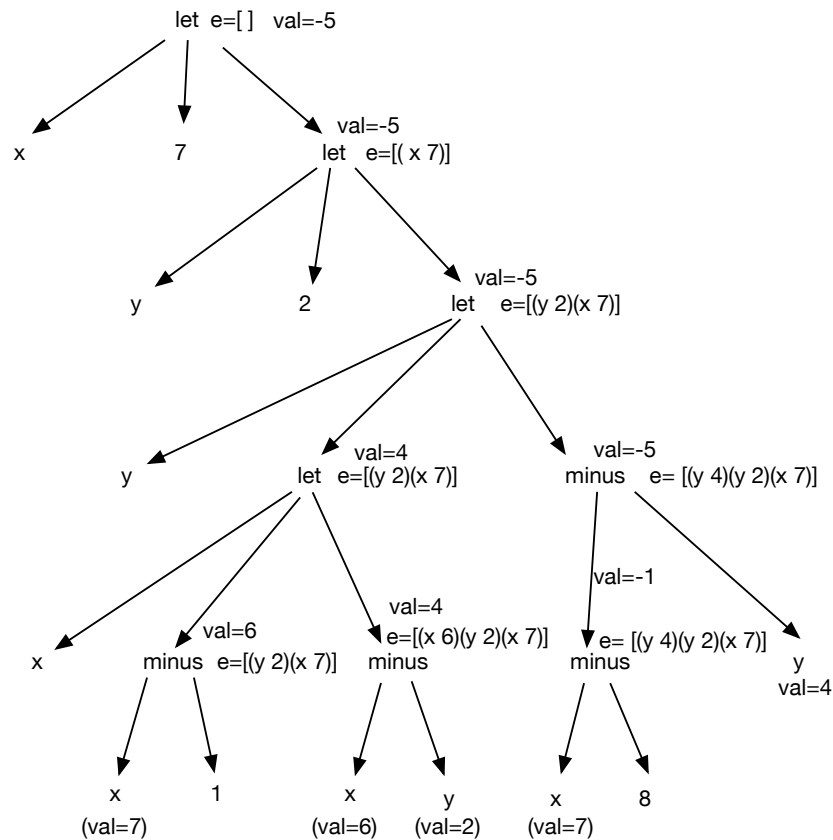 let e=[ ] val=-5
val=-5
x 7 let e=[( x 7)]
val=-5
y 2 let e=[(y 2)(x 7)]
val=4 val=-5
y let e=[(y 2)(x 7)] minus e= [(y 4)(y 2)(x 7)]
val=-1
val=4
val=6 e=[(x 6)(y 2)(x 7)] e= [(y 4)(y 2)(x 7)]
x minus e=[(y 2)(x 7)] minus minus y
val=4
x 1 x y x 8
(val=7) (val=6) (val=2) (val=7)